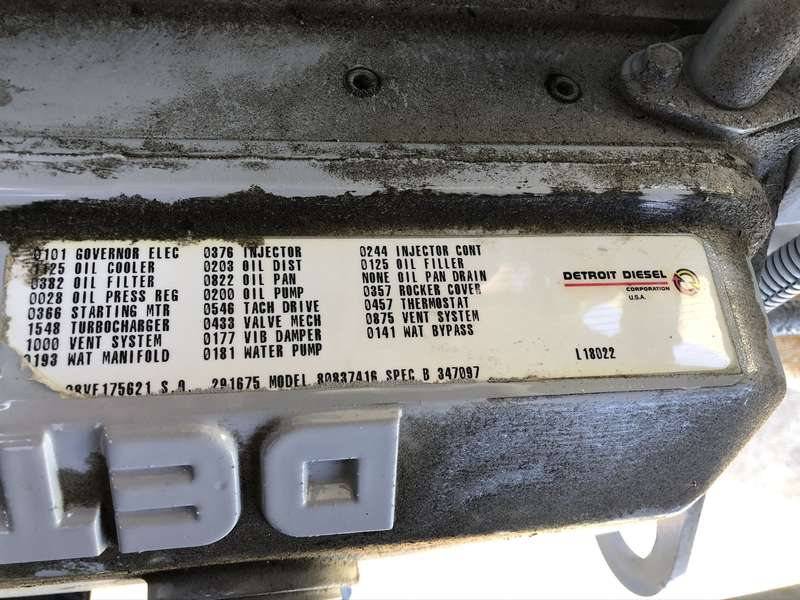 0101 GOVERNOR ELEC 0376 INJECTOR 0244 INJECTOR CONT
1125 OIL COOLER 0203 OIL DIST 0125 OIL FILLER
0382 OIL FILTER 0822 OIL PAN NONE OIL PAN DRAIN
0028 OIL PRESS REG 0200 OIL PUMP 0357 ROCKER COVER
0366 STARTING MTR 0546 TACH DRIVE 0457 THERMOSTAT
1548 TURBOCHARGER 0433 VALVE MECH 0875 VENT SYSTEM
1000 VENT SYSTEM 0177 VIB DAMPER 0141 WAT BYPASS
0193 WAT MANIFOLD 0181 WATER PUMP
DETROIT DIESEL
CORPORATION
U.S.A.
L18022
08VF175621 S.O. 291675 MODEL 80837416 SPEC B 347097
DET